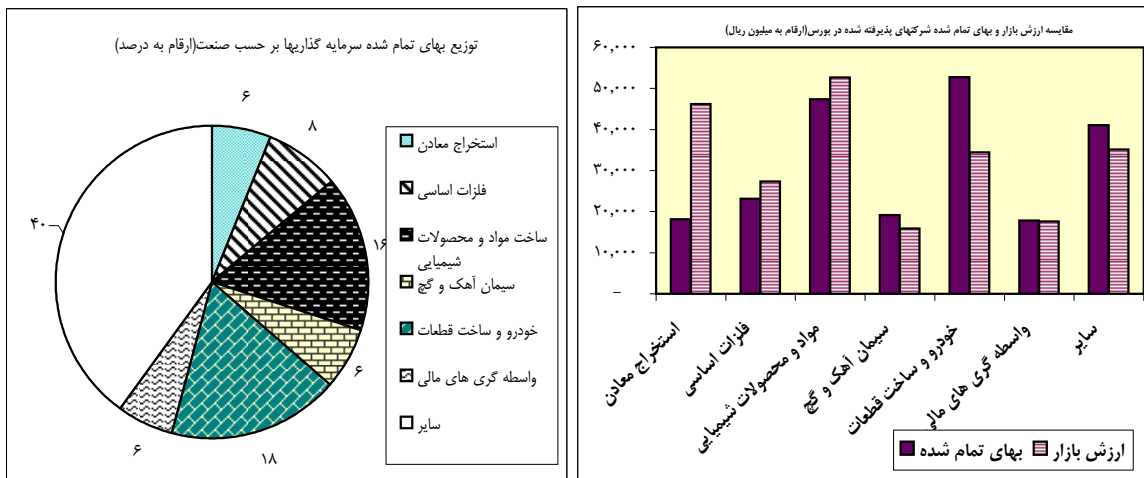 توزیع بهای تمام شده سرمایه گذاریها بر حسب صنعت(ارقام به درصد)
۶
۸
۱۶
۶
۱۸
۶
۴۰
استخراج معادن
فلزات اساسی
ساخت مواد و محصولات
شیمیایی
سیمان آهک و گچ
خودرو و ساخت قطعات
واسطه گری های مالی
سایر
مقایسه ارزش بازار و بهای تمام شده شرکتهای پذیرفته شده در بورس(ارقام به میلیون ریال)
۶۰,۰۰۰
۵۰,۰۰۰
۴۰,۰۰۰
۳۰,۰۰۰
۲۰,۰۰۰
۱۰,۰۰۰
–
استخراج معادن
فلزات اساسی
مواد و محصولات شیمیایی
سیمان آهک و گچ
خودرو و ساخت قطعات
واسطه گری های مالی
سایر
بهای تمام شده
ارزش بازار